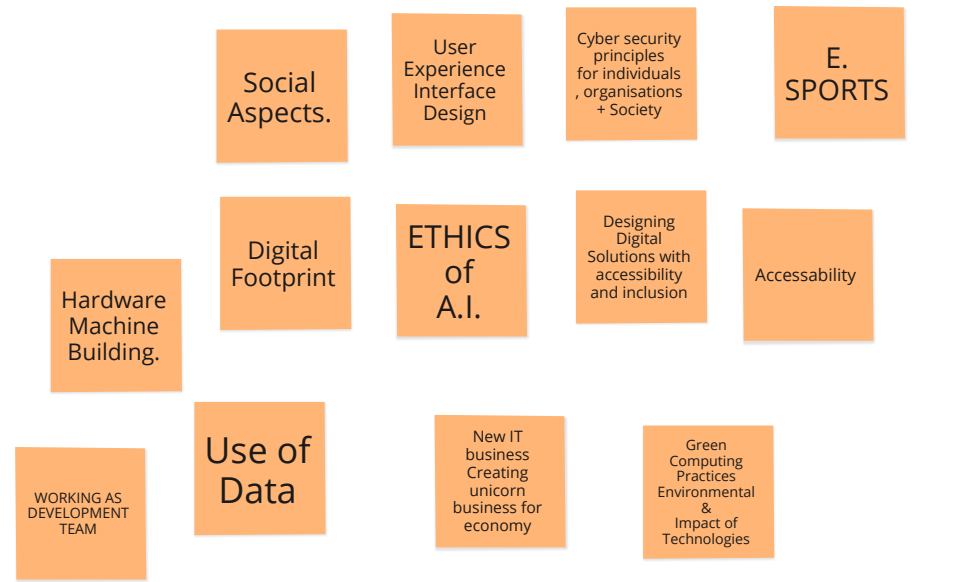 Social
Aspects.
User
Experience
Interface
Design
Cyber security
principles
for individuals
, organisations
+ Society
E.
SPORTS
Digital
Footprint
ETHICS
of
A.I.
Designing
Digital
Solutions with
accessibility
and inclusion
Accessability
Hardware
Machine
Building.
Use of
Data
New IT
business
Creating
unicorn
business for
economy
Green
Computing
Practices
Environmental
&
Impact of
Technologies
WORKING AS
DEVELOPMENT
TEAM